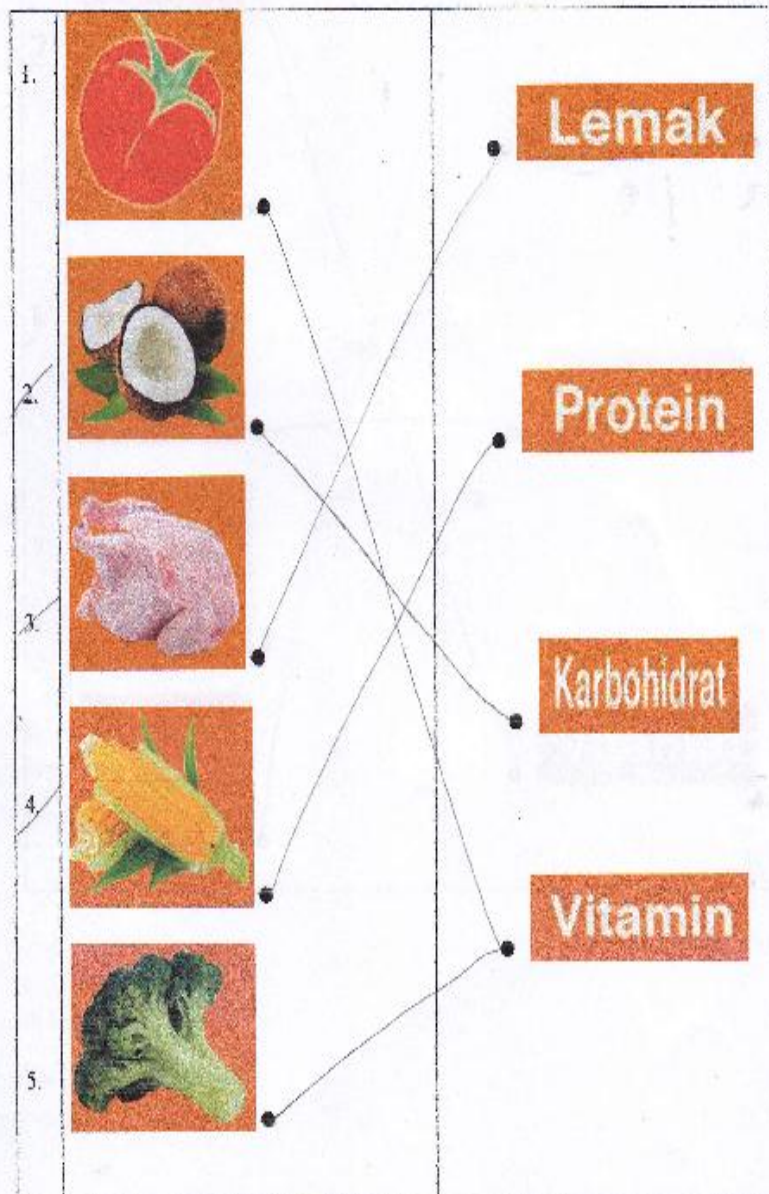 1.
Lemak
2.
Protein
3.
Karbohidrat
4.
Vitamin
5.